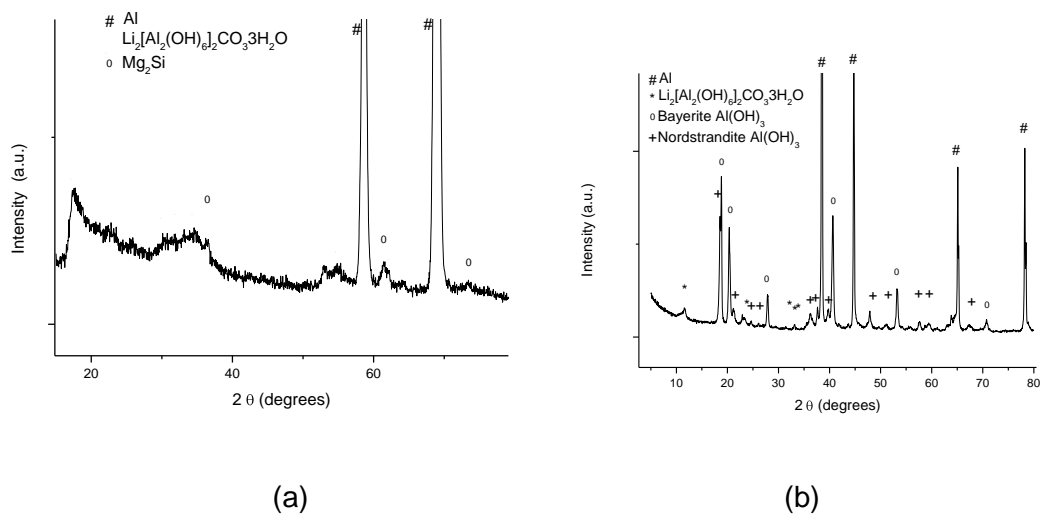 # Al
Li₂[Al₂(OH)₆]₂CO₃3H₂O
o Mg₂Si
#
#
o
o
o
Intensity (a.u.)
20
40
60
2 θ (degrees)
(a)
# Al
* Li₂[Al₂(OH)₆]₂CO₃3H₂O
o Bayerite Al(OH)₃
+ Nordstrandite Al(OH)₃
#
#
#
#
o
+
o
o
o
o
o
*
+
*
+
+
*
*
*
+
+
+
+
+
+
+
+
Intensity (a.u.)
10
20
30
40
50
60
70
80
2 θ (degrees)
(b)